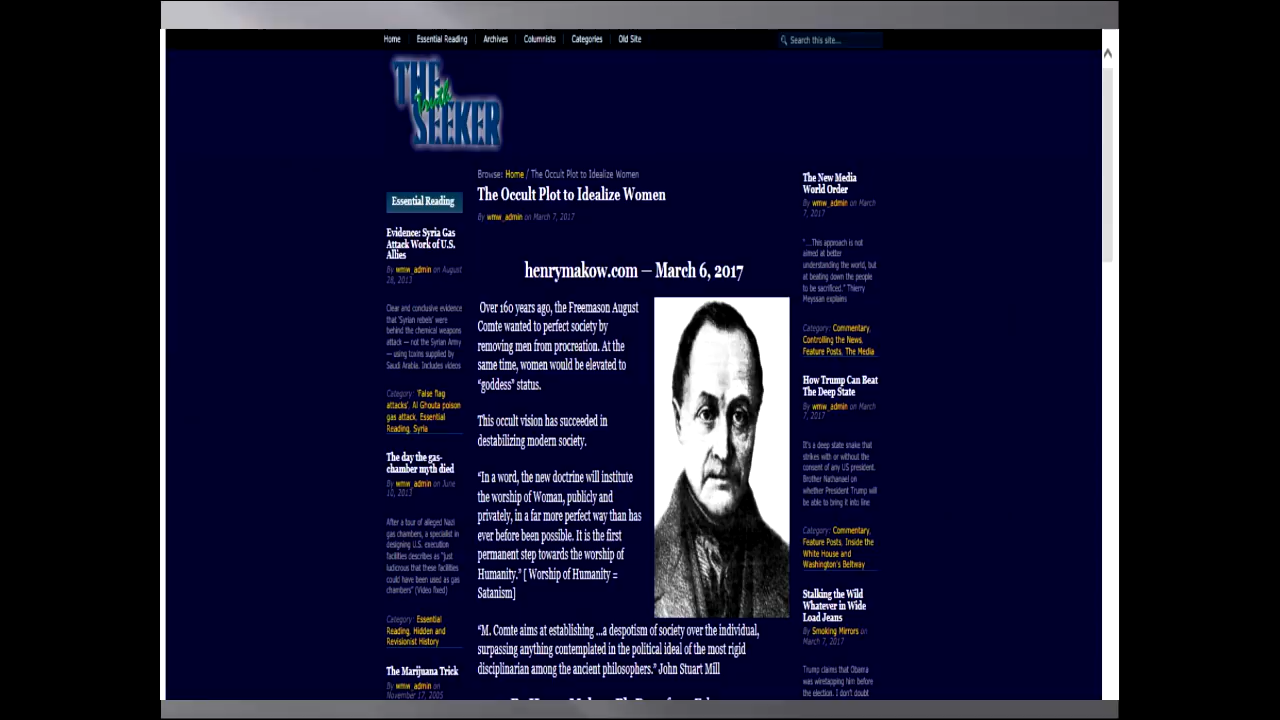 Home
Essential Reading
Archives
Columnists
Categories
Old Site
Search this site...
THE
Truth
SEEKER
Browse: Home / The Occult Plot to Idealize Women
The Occult Plot to Idealize Women
By wmw_admin on March 7, 2017
henrymakow.com — March 6, 2017
Over 160 years ago, the Freemason August
Comte wanted to perfect society by
removing men from procreation. At the
same time, women would be elevated to
“goddess” status.
This occult vision has succeeded in
destabilizing modern society.
“In a word, the new doctrine will institute
the worship of Woman, publicly and
privately, in a far more perfect way than has
ever before been possible. It is the first
permanent step towards the worship of
Humanity.” [ Worship of Humanity =
Satanism]
“M. Comte aims at establishing ...a despotism of society over the individual,
surpassing anything contemplated in the political ideal of the most rigid
disciplinarian among the ancient philosophers.” John Stuart Mill
Essential Reading
Evidence: Syria Gas
Attack Work of U.S.
Allies
By wmw_admin on August
26, 2013
Clear and conclusive evidence
that 'Syrian rebels' were
behind the chemical weapons
attack — not the Syrian Army
— using toxins supplied by
Saudi Arabia. Includes videos
Category: 'False flag
attacks', Al Ghouta poison
gas attack, Essential
Reading, Syria
The day the gas-
chamber myth died
By wmw_admin on June
10, 2013
After a tour of alleged Nazi
gas chambers, a specialist in
designing U.S. execution
facilities describes as “just
ludicrous that these facilities
could have been used as gas
chambers” (Video fixed)
Category: Essential
Reading, Hidden and
Revisionist History
The Marijuana Trick
By wmw_admin on
November 17, 2005
The New Media
World Order
By wmw_admin on March
7, 2017
“…This approach is not
aimed at better
understanding the world, but
at beating down the people
to be sacrificed.” Thierry
Meyssan explains
Category: Commentary,
Controlling the News,
Feature Posts, The Media
How Trump Can Beat
The Deep State
By wmw_admin on March
7, 2017
It's a deep state snake that
strikes with or without the
consent of any US president.
Brother Nathanael on
whether President Trump will
be able to bring it into line
Category: Commentary,
Feature Posts, Inside the
White House and
Washington's Beltway
Stalking the Wild
Whatever in Wide
Load Jeans
By Smoking Mirrors on
March 7, 2017
Trump claims that Obama
was wiretapping him before
the election. I don't doubt